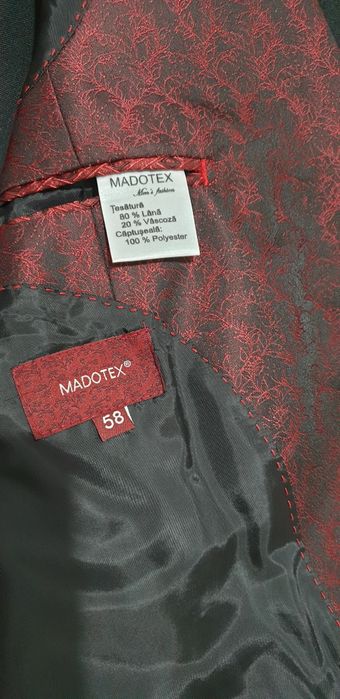 MADOTEX
Men's fashion
Țesătură
80 % Lână
20 % Vâscoză
Căptușeală:
100 % Polyester
MADOTEX®
58